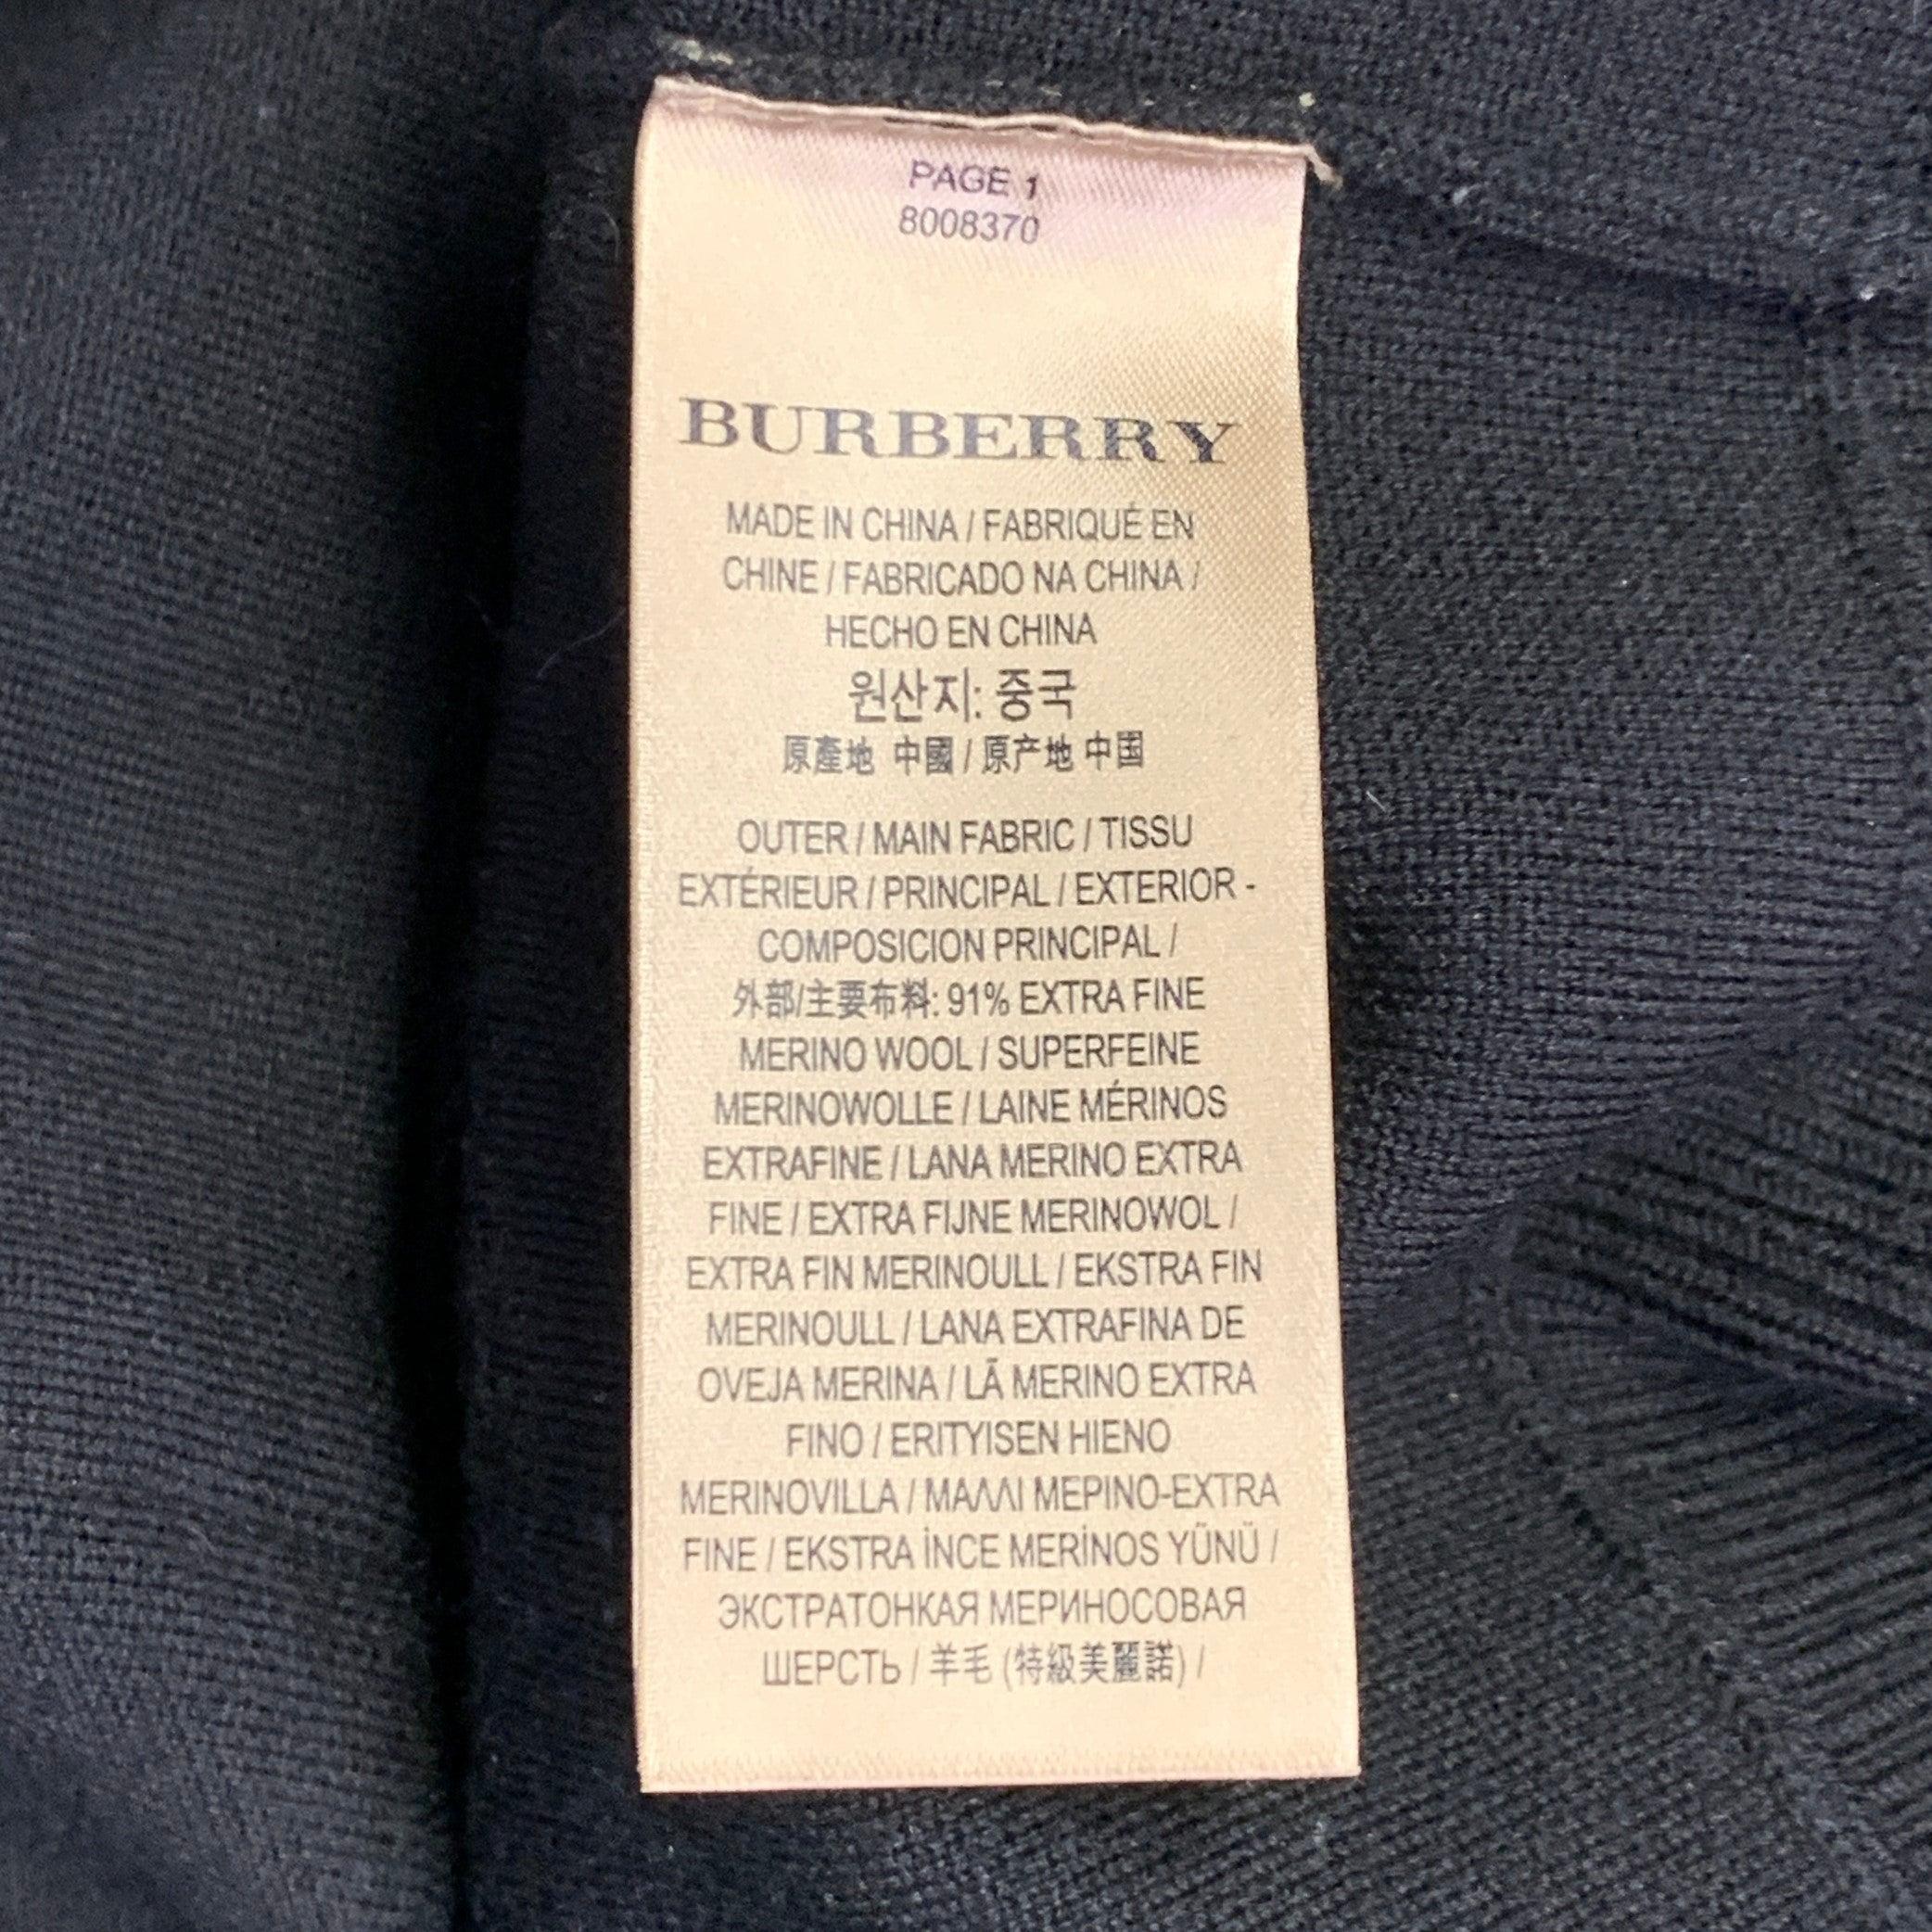 PAGE 1
8008370
BURBERRY
MADE IN CHINA / FABRIQUÉ EN
CHINE / FABRICADO NA CHINA /
HECHO EN CHINA
원산지: 중국
原產地 中國 / 原产地 中国
OUTER / MAIN FABRIC / TISSU
EXTÉRIEUR / PRINCIPAL / EXTERIOR -
COMPOSICION PRINCIPAL /
外部/主要布料: 91% EXTRA FINE
MERINO WOOL / SUPERFEINE
MERINOWOLLE / LAINE MÉRINOS
EXTRAFINE / LANA MERINO EXTRA
FINE / EXTRA FIJNE MERINOWOL /
EXTRA FIN MERINOULL / EKSTRA FIN
MERINOULL / LANA EXTRAFINA DE
OVEJA MERINA / LÃ MERINO EXTRA
FINO / ERITYISEN HIENO
MERINOVILLA / ΜΑΛΛΙ ΜΕΡΙΝΟ-EXTRA
FINE / EKSTRA İNCE MERİNOS YÜNÜ /
ЭКСТРАТОНКАЯ МЕРИНОСОВАЯ
ШЕРСТЬ / 羊毛 (特級美麗諾) /